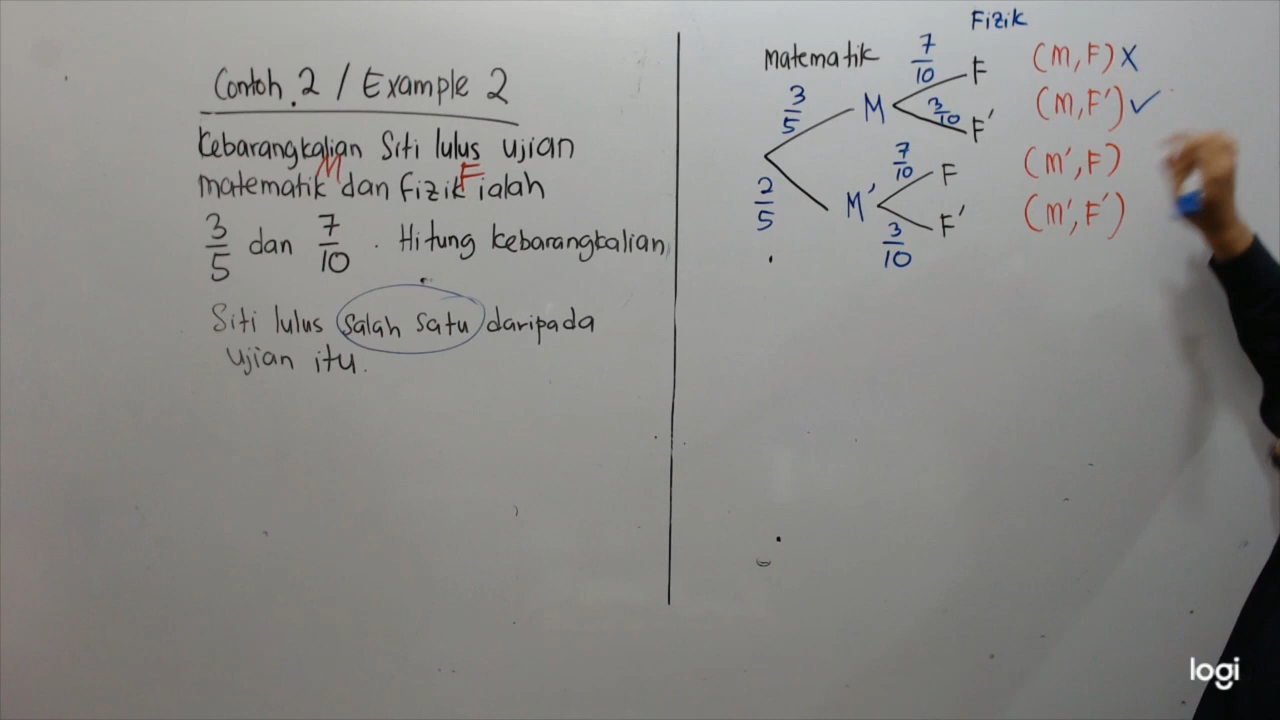 Contoh 2 / Example 2
Kebarangkalian Siti lulus ujian
M F
matematik dan fizik ialah
3/5 dan 7/10. Hitung kebarangkalian
Siti lulus salah satu daripada
ujian itu.
Fizik
Matematik
7/10 F (M, F) X
3/5 M 3/10 F' (M, F') ✓
7/10 F (M', F)
2/5 M' F' (M', F')
3/10
logi